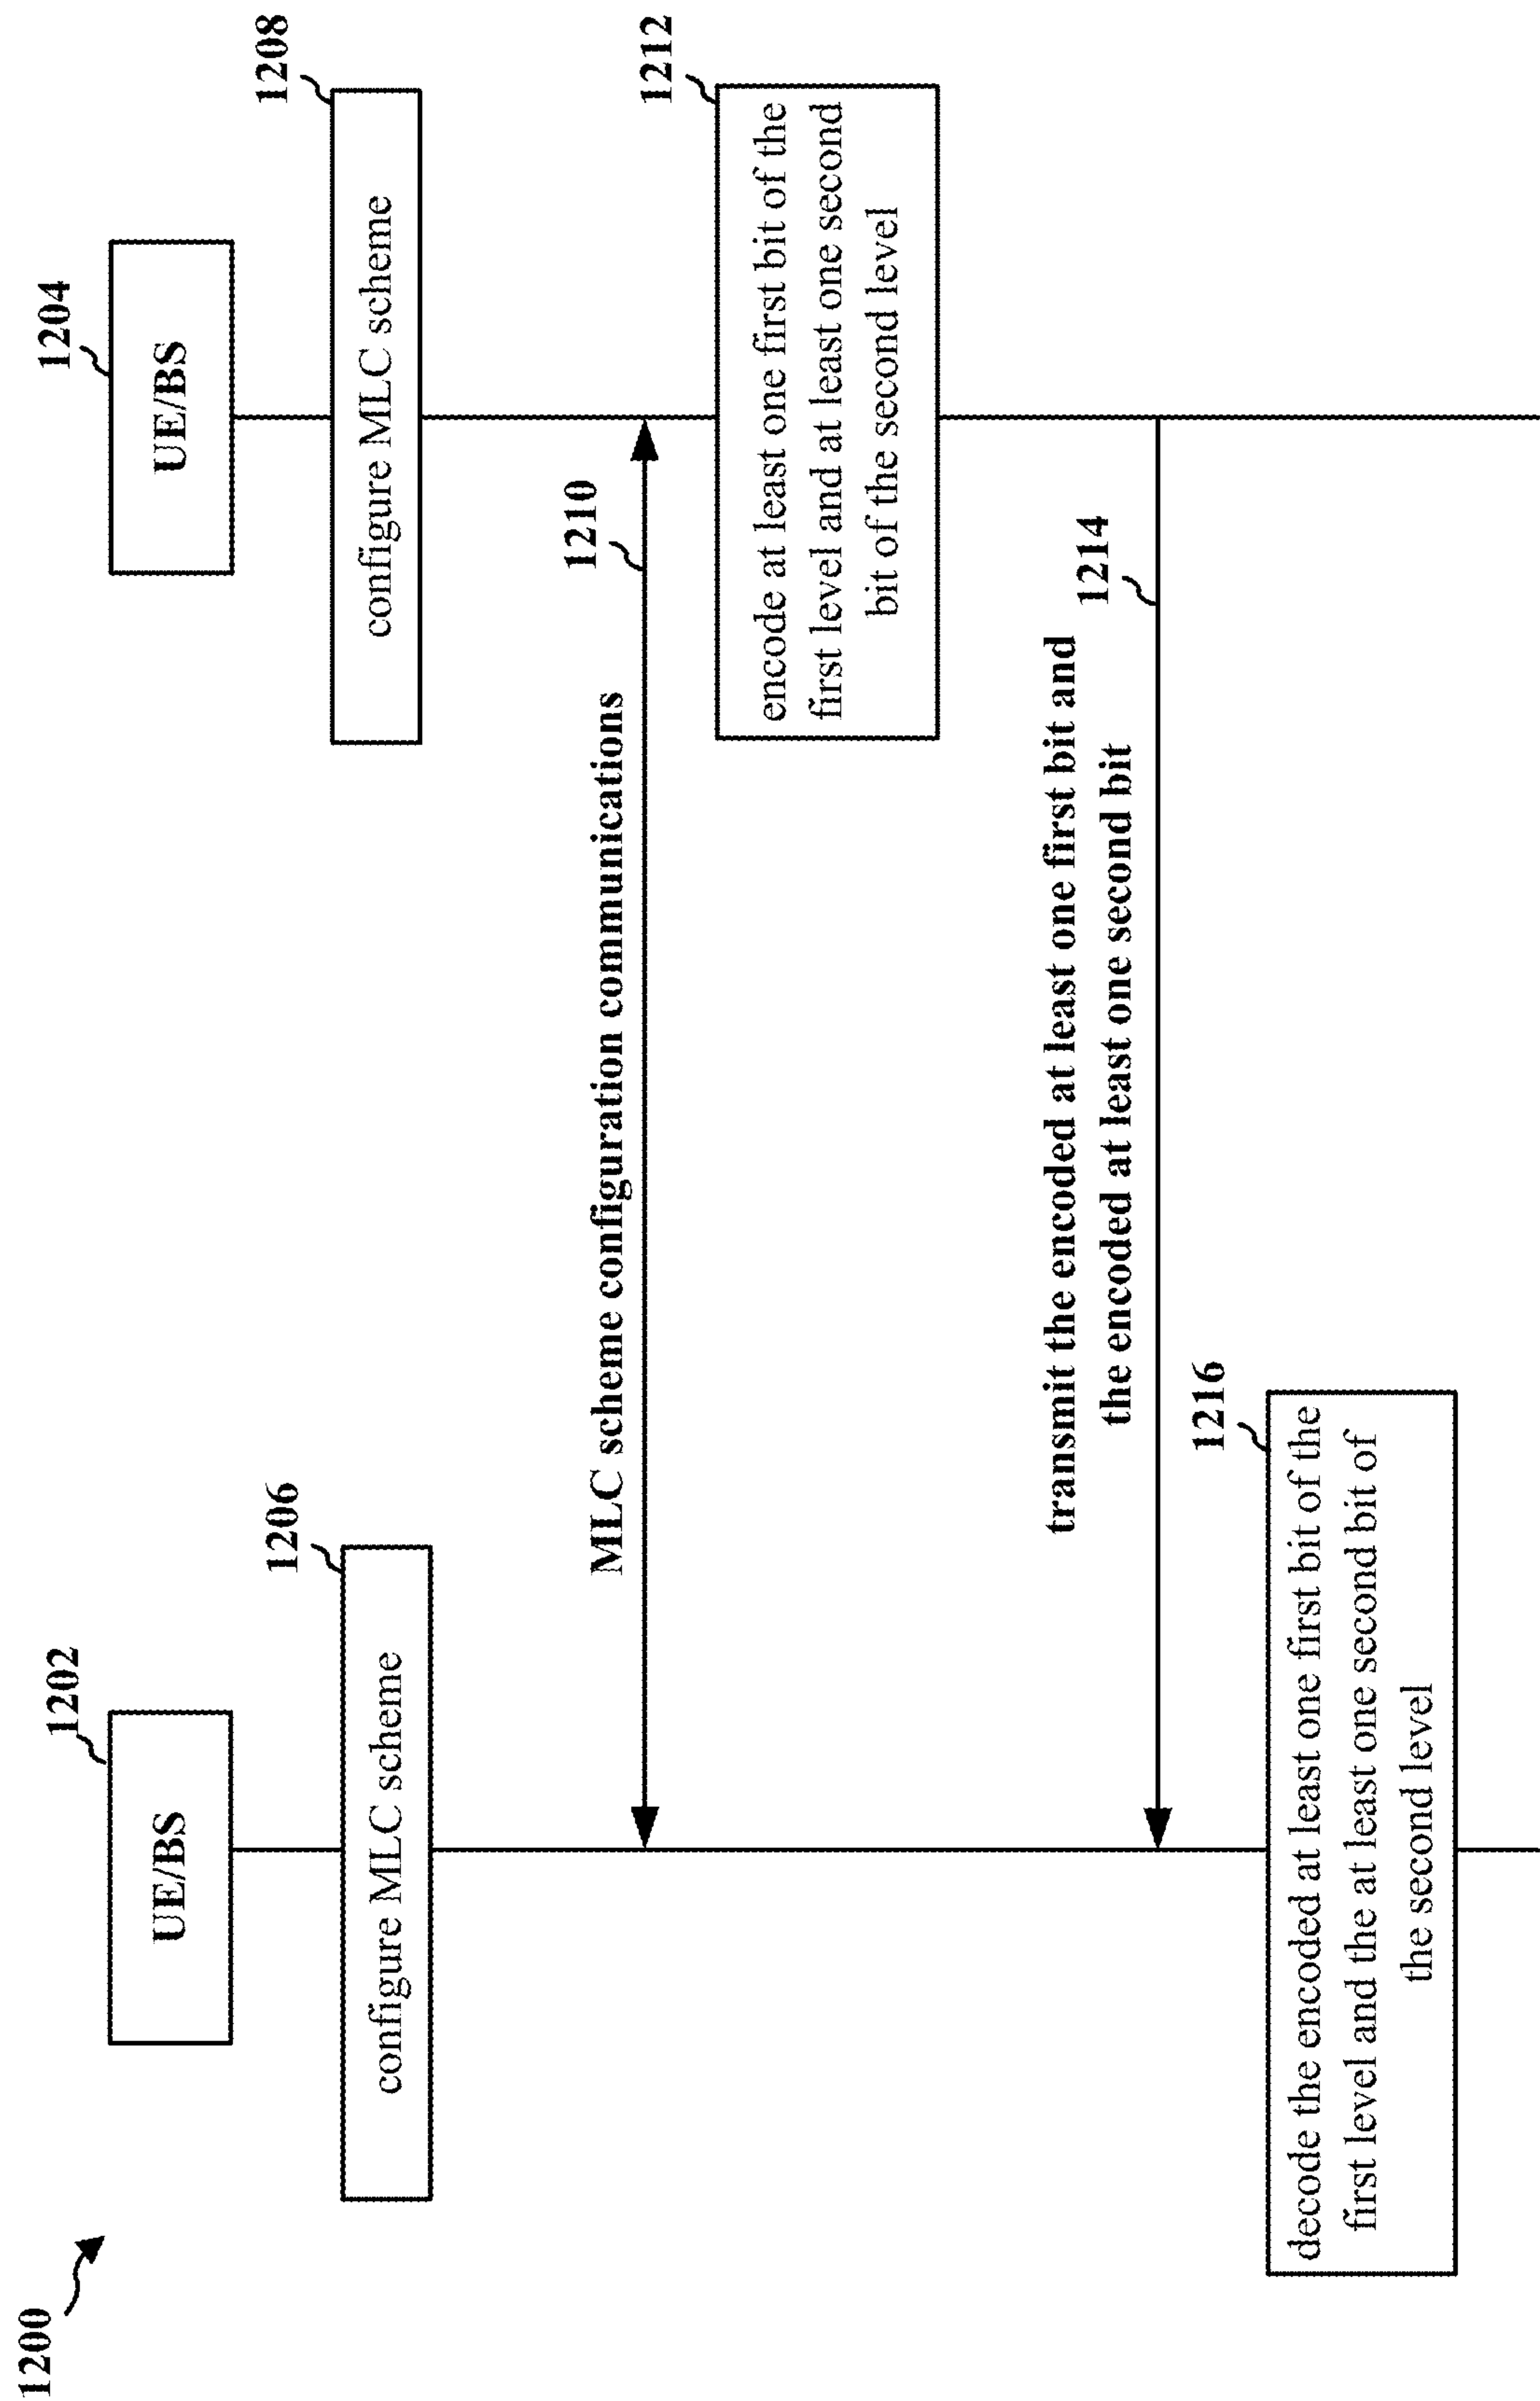 1200
1202
UE/BS
1204
UE/BS
1206
configure MLC scheme
1208
configure MLC scheme
MLC scheme configuration communications
1210
1212
encode at least one first bit of the
first level and at least one second
bit of the second level
transmit the encoded at least one first bit and
the encoded at least one second bit
1214
1216
decode the encoded at least one first bit of the
first level and the at least one second bit of
the second level